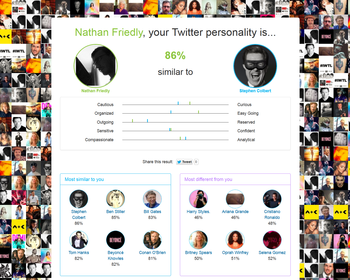 Nathan Friedly, your Twitter personality is...
86%
similar to
Nathan Friedly
Stephen Colbert
Cautious Curious
Organized Easy Going
Outgoing Reserved
Sensitive Confident
Compassionate Analytical
Share this result: Tweet
Most similar to you
Most different from you
Stephen Colbert 86%
Ben Stiller 85%
Bill Gates 83%
Harry Styles 46%
Ariana Grande 48%
Cristiano Ronaldo 48%
Tom Hanks 82%
Beyonce Knowles 82%
Conan O'Brien 81%
Britney Spears 50%
Oprah Winfrey 51%
Selena Gomez 52%